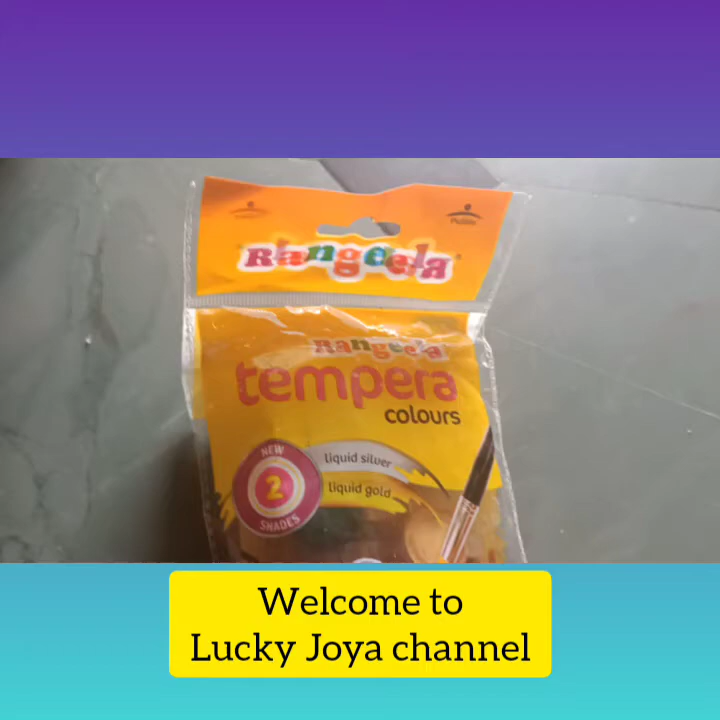 Rangeela
Rangeela
tempera
colours
NEW
2
SHADES
liquid silver
liquid gold
Welcome to
Lucky Joya channel